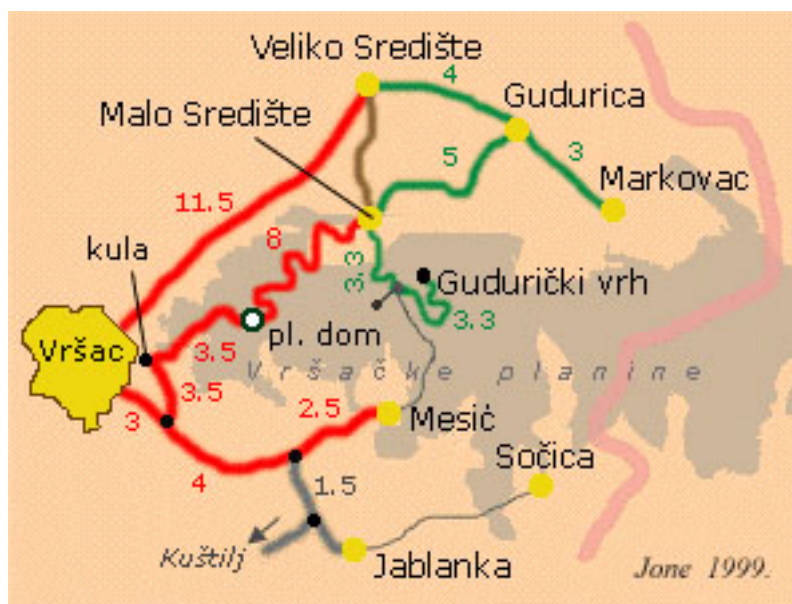 Veliko Središte
4
Gudurica
Malo Središte
5
3
Markovac
11.5
8
kula
3.3
Gudurički vrh
3.3
Vršac
pl. dom
3.5
Vršačke planine
3.5
2.5
Mesić
3
Sočica
4
1.5
Kuštilj
Jablanka
Jone 1999.